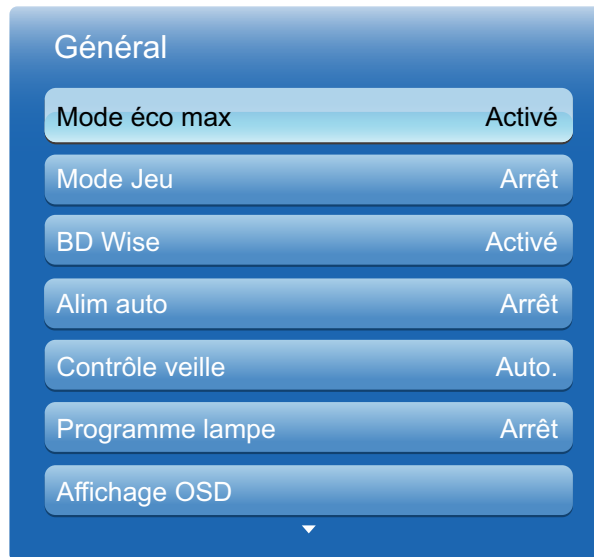 Général
Mode éco max Activé
Mode Jeu Arrêt
BD Wise Activé
Alim auto Arrêt
Contrôle veille Auto.
Programme lampe Arrêt
Affichage OSD